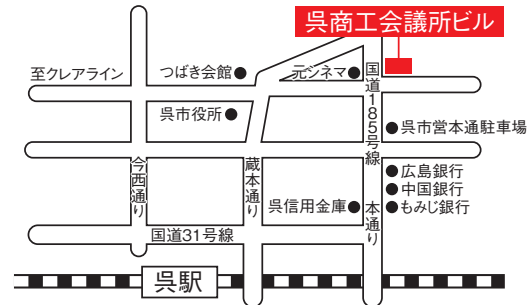 呉商工会議所ビル
至クレアライン
つばき会館
元シネマ
国道185号線
呉市役所
呉市営本通駐車場
今西通り
蔵本通り
広島銀行
中国銀行
もみじ銀行
呉信用金庫
本通り
国道31号線
呉駅